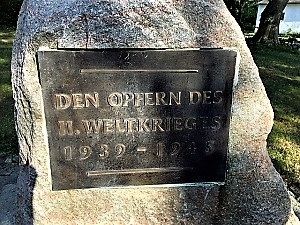 DEN OPFERN DES
II. WELTKRIEGES
1939 - 1945